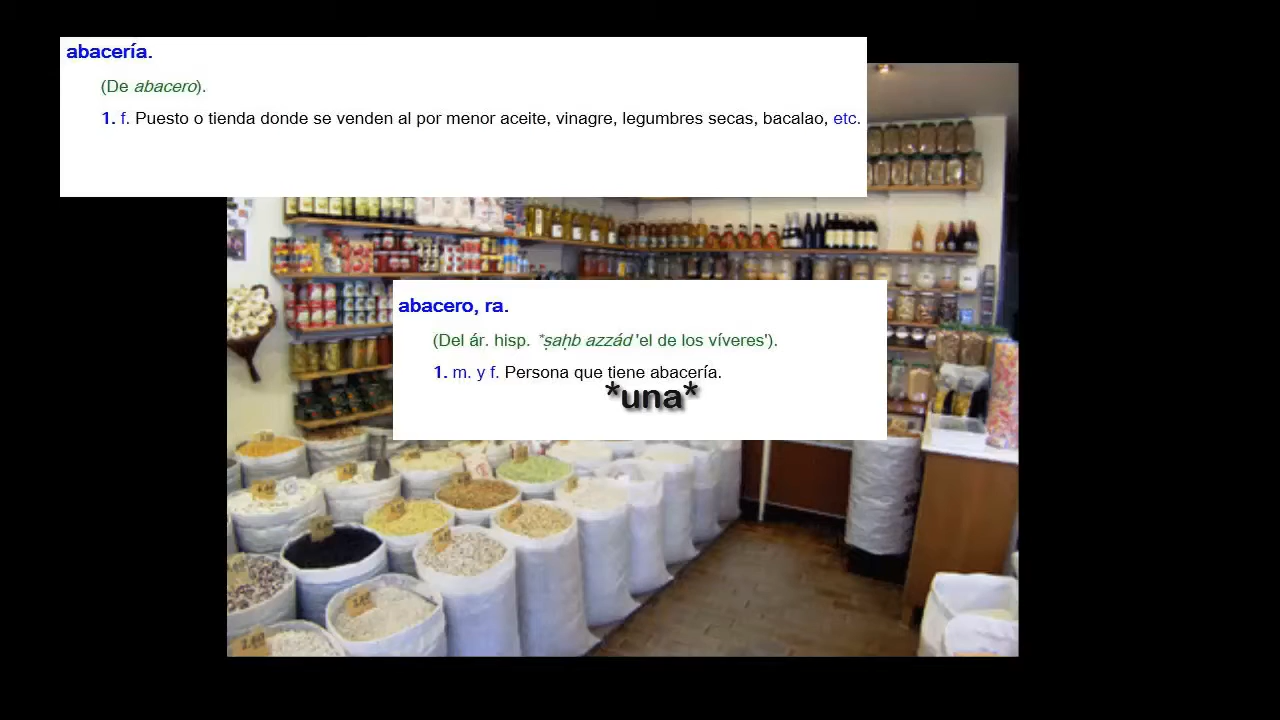 abacería.
(De abacero).
1. f. Puesto o tienda donde se venden al por menor aceite, vinagre, legumbres secas, bacalao, etc.
abacero, ra.
(Del ár. hisp. *ṣaḥb azzád 'el de los víveres').
1. m. y f. Persona que tiene abacería.
*una*